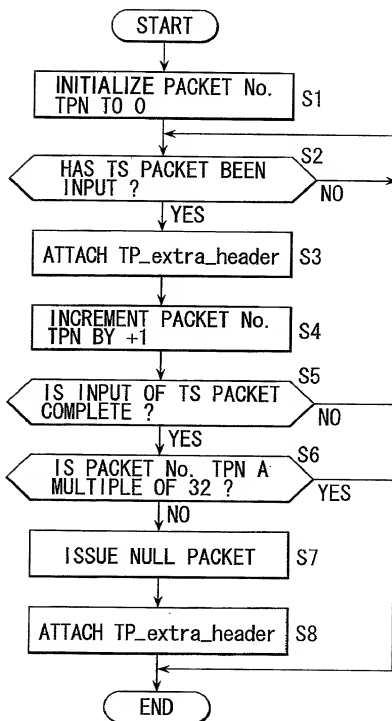 START
INITIALIZE PACKET No.
TPN TO 0
S1
S2
HAS TS PACKET BEEN
INPUT ?
NO
YES
ATTACH TP_extra_header
S3
INCREMENT PACKET No.
TPN BY +1
S4
S5
IS INPUT OF TS PACKET
COMPLETE ?
NO
YES
S6
IS PACKET No. TPN A
MULTIPLE OF 32 ?
YES
NO
ISSUE NULL PACKET
S7
ATTACH TP_extra_header
S8
END